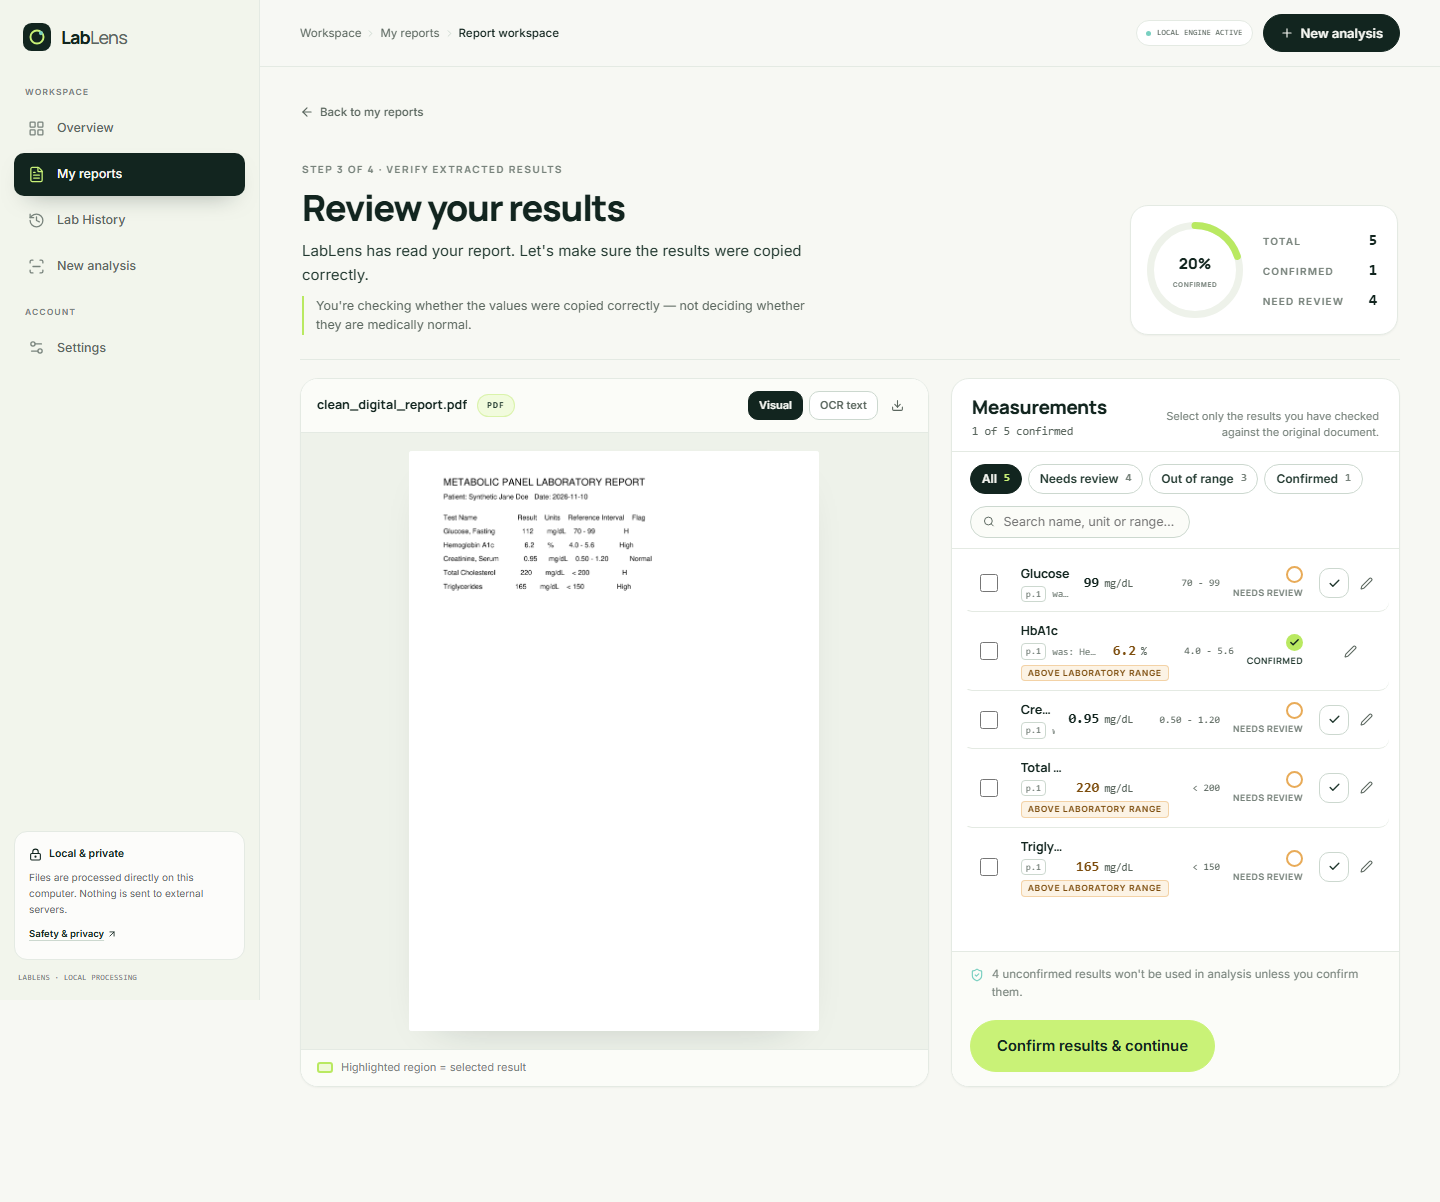 LabLens
WORKSPACE
Overview
My reports
Lab History
New analysis
ACCOUNT
Settings
Local & private
Files are processed directly on this
computer. Nothing is sent to external
servers.
Safety & privacy
LABLENS · LOCAL PROCESSING
Workspace > My reports > Report workspace
LOCAL ENGINE ACTIVE
New analysis
Back to my reports
STEP 3 OF 4 · VERIFY EXTRACTED RESULTS
Review your results
LabLens has read your report. Let's make sure the results were copied
correctly.
You're checking whether the values were copied correctly — not deciding whether
they are medically normal.
20%
CONFIRMED
TOTAL 5
CONFIRMED 1
NEED REVIEW 4
clean_digital_report.pdf PDF
Visual OCR text
METABOLIC PANEL LABORATORY REPORT
Patient: Synthetic Jane Doe Date: 2026-11-10
Test Name Result Units Reference Interval Flag
Glucose, Fasting 112 mg/dL 70 - 99 H
Hemoglobin A1c 6.2 % 4.0 - 5.6 High
Creatinine, Serum 0.95 mg/dL 0.50 - 1.20 Normal
Total Cholesterol 220 mg/dL < 200 H
Triglycerides 165 mg/dL < 150 High
Highlighted region = selected result
Measurements
1 of 5 confirmed
Select only the results you have checked
against the original document.
All 5 Needs review 4 Out of range 3 Confirmed 1
Search name, unit or range...
Glucose 99 mg/dL 70 - 99
p.1 wa… NEEDS REVIEW
HbA1c
p.1 was: He… 6.2 % 4.0 - 5.6
CONFIRMED
ABOVE LABORATORY RANGE
Cre… 0.95 mg/dL 0.50 - 1.20
p.1 NEEDS REVIEW
Total …
p.1 220 mg/dL < 200
NEEDS REVIEW
ABOVE LABORATORY RANGE
Trigly…
p.1 165 mg/dL < 150
NEEDS REVIEW
ABOVE LABORATORY RANGE
4 unconfirmed results won't be used in analysis unless you confirm
them.
Confirm results & continue